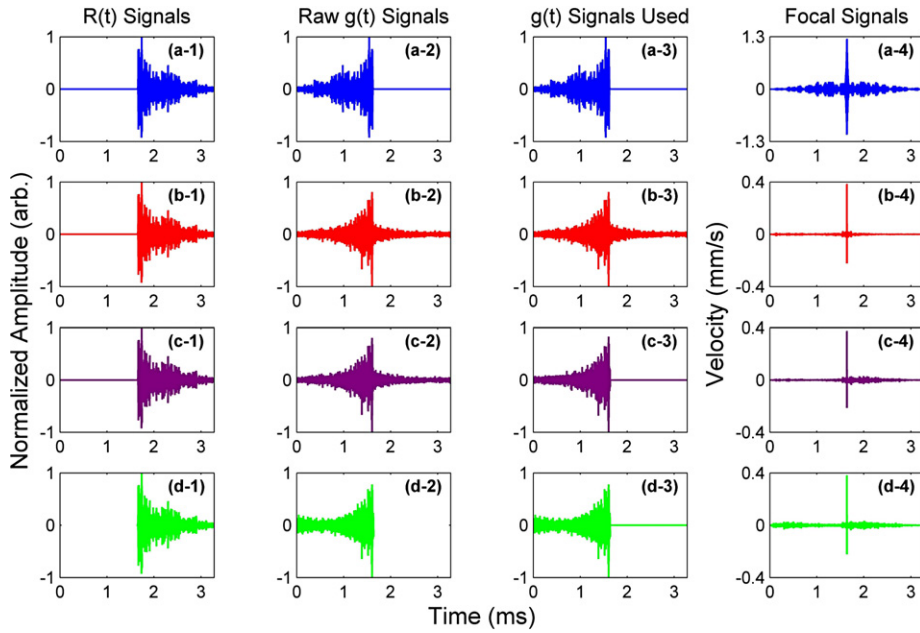 R(t) Signals
Raw g(t) Signals
g(t) Signals Used
Focal Signals
Normalized Amplitude (arb.)
Velocity (mm/s)
1 (a-1) 1 (a-2) 1 (a-3) 1.3 (a-4)
0 0 0 0
-1 -1 -1 -1.3
0 1 2 3 0 1 2 3 0 1 2 3 0 1 2 3
1 (b-1) 1 (b-2) 1 (b-3) 0.4 (b-4)
0 0 0 0
-1 -1 -1 -0.4
0 1 2 3 0 1 2 3 0 1 2 3 0 1 2 3
1 (c-1) 1 (c-2) 1 (c-3) 0.4 (c-4)
0 0 0 0
-1 -1 -1 -0.4
0 1 2 3 0 1 2 3 0 1 2 3 0 1 2 3
1 (d-1) 1 (d-2) 1 (d-3) 0.4 (d-4)
0 0 0 0
-1 -1 -1 -0.4
0 1 2 3 0 1 2 3 0 1 2 3 0 1 2 3
Time (ms)